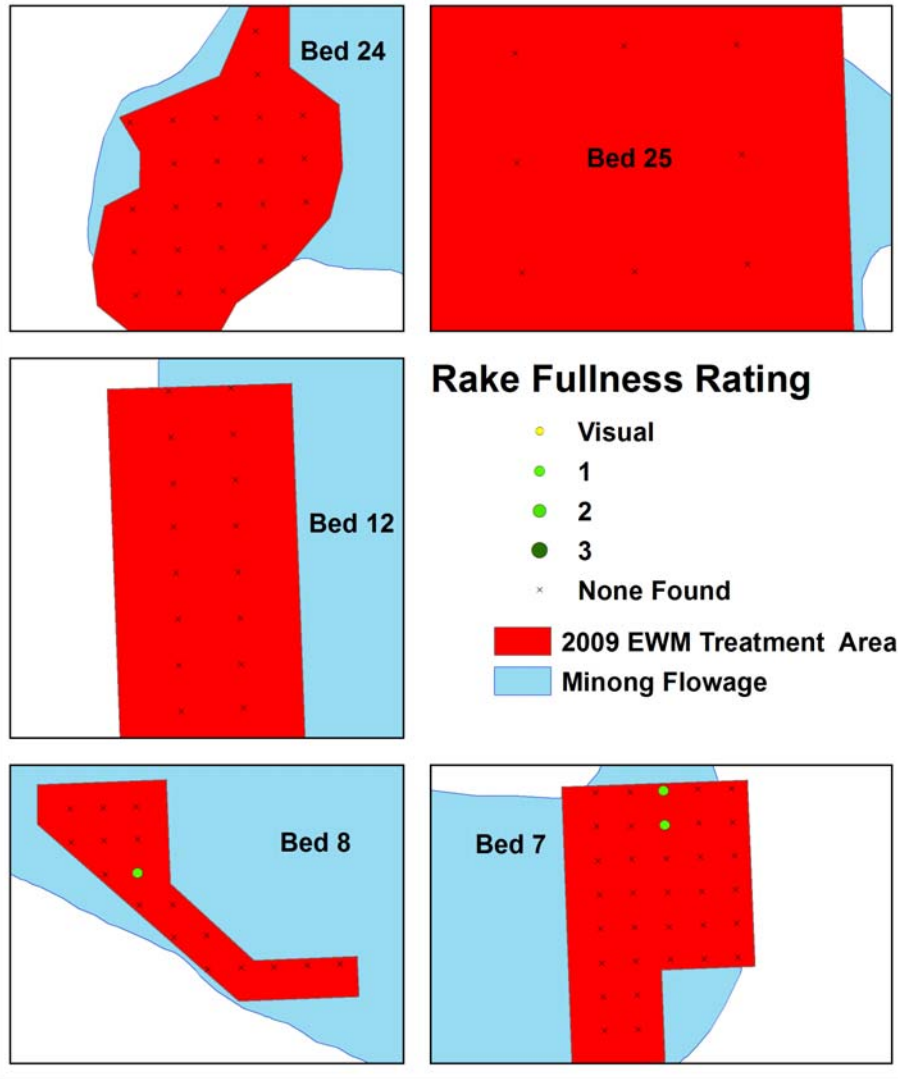 Bed 24
Bed 25
Bed 12
Rake Fullness Rating
Visual
1
2
3
None Found
2009 EWM Treatment Area
Minong Flowage
Bed 8
Bed 7